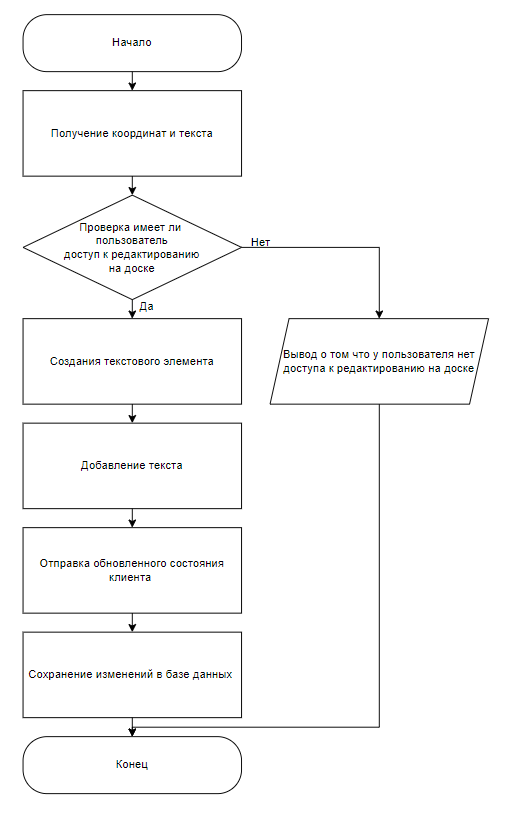 Начало
Получение координат и текста
Проверка имеет ли
пользователь
доступ к редактированию
на доске
Нет
Да
Создания текстового элемента
Вывод о том что у пользователя нет
доступа к редактированию на доске
Добавление текста
Отправка обновленного состояния
клиента
Сохранение изменений в базе данных
Конец